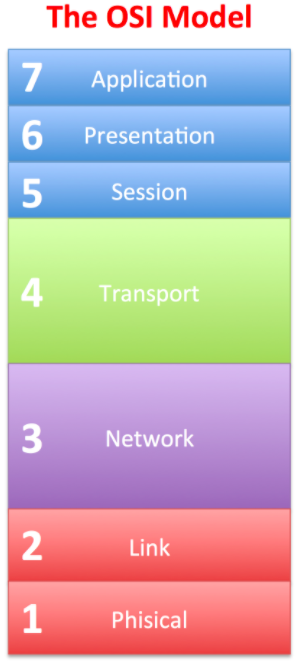 The OSI Model
7 Application
6 Presentation
5 Session
4 Transport
3 Network
2 Link
1 Phisical